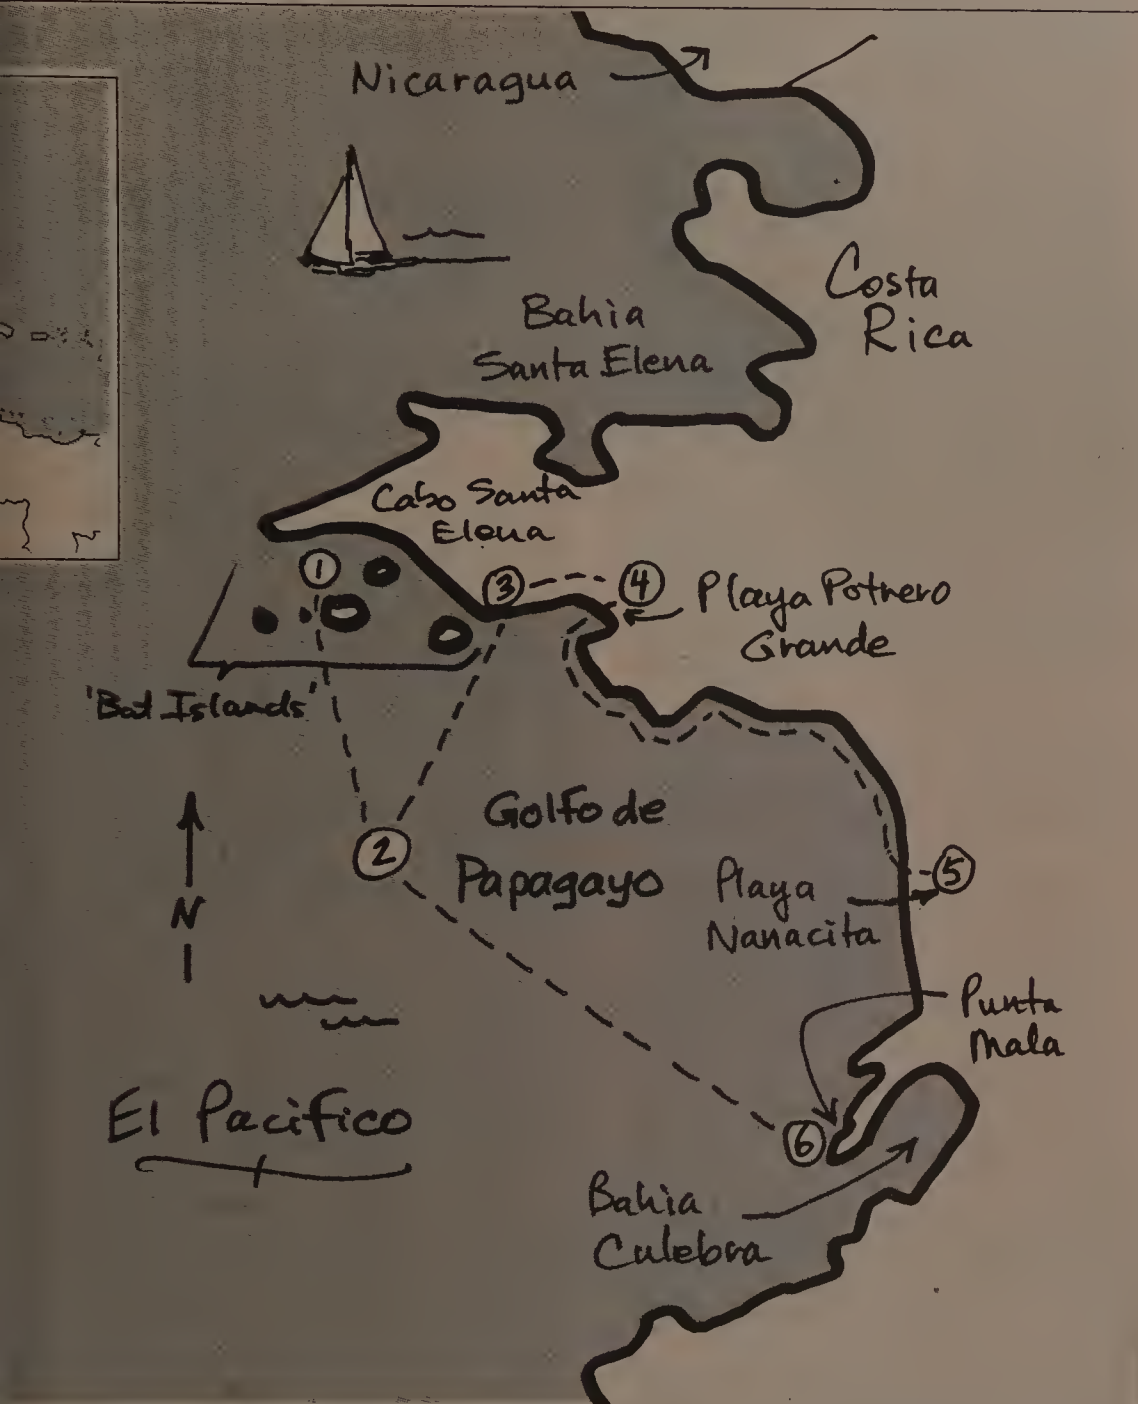 Nicaragua
Costa
Rica
Bahia
Santa Elena
Cabo Santa
Elena
1
3
4
Playa Potrero
Grande
'Bat Islands'
2
Golfo de
Papagayo
Playa
Nanacita
5
N
Punta
Mala
El Pacifico
6
Bahia
Culebra